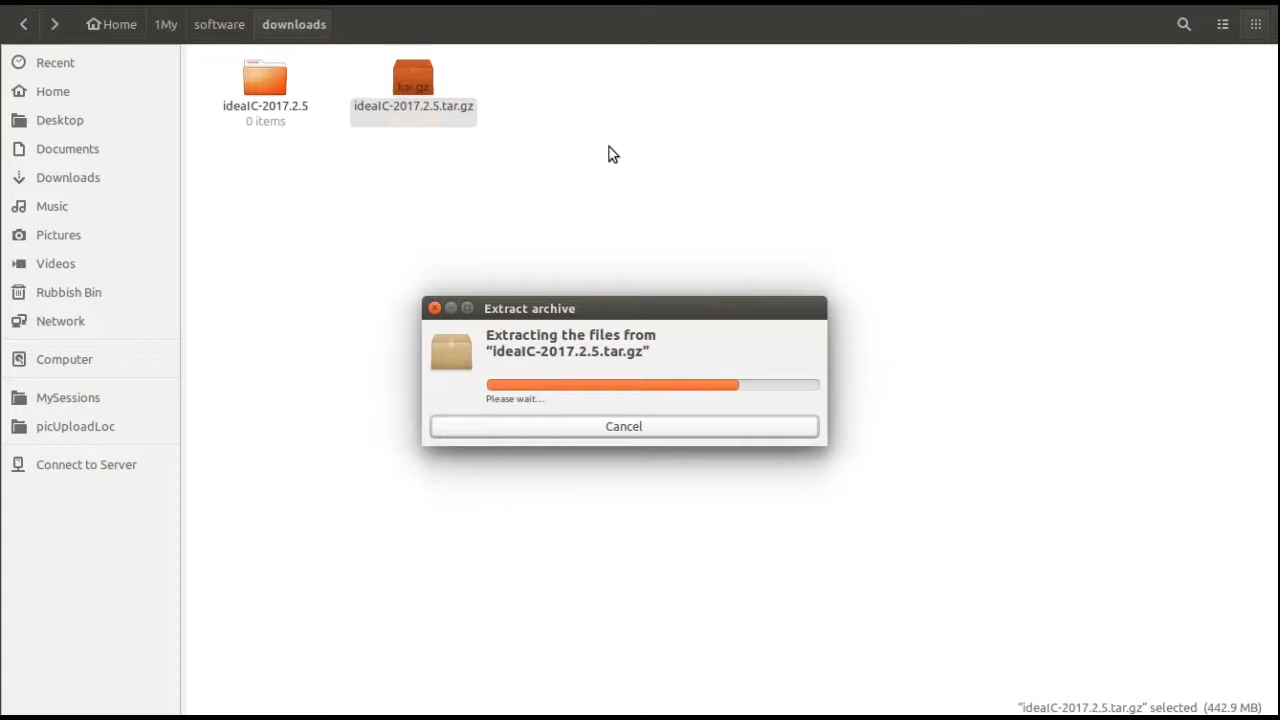 Home 1My software downloads
Recent
Home
Desktop
Documents
Downloads
Music
Pictures
Videos
Rubbish Bin
Network
Computer
MySessions
picUploadLoc
Connect to Server
ideaIC-2017.2.5
0 items
tar.gz
ideaIC-2017.2.5.tar.gz
Extract archive
Extracting the files from
“ideaIC-2017.2.5.tar.gz”
Please wait...
Cancel
“ideaIC-2017.2.5.tar.gz” selected (442.9 MB)